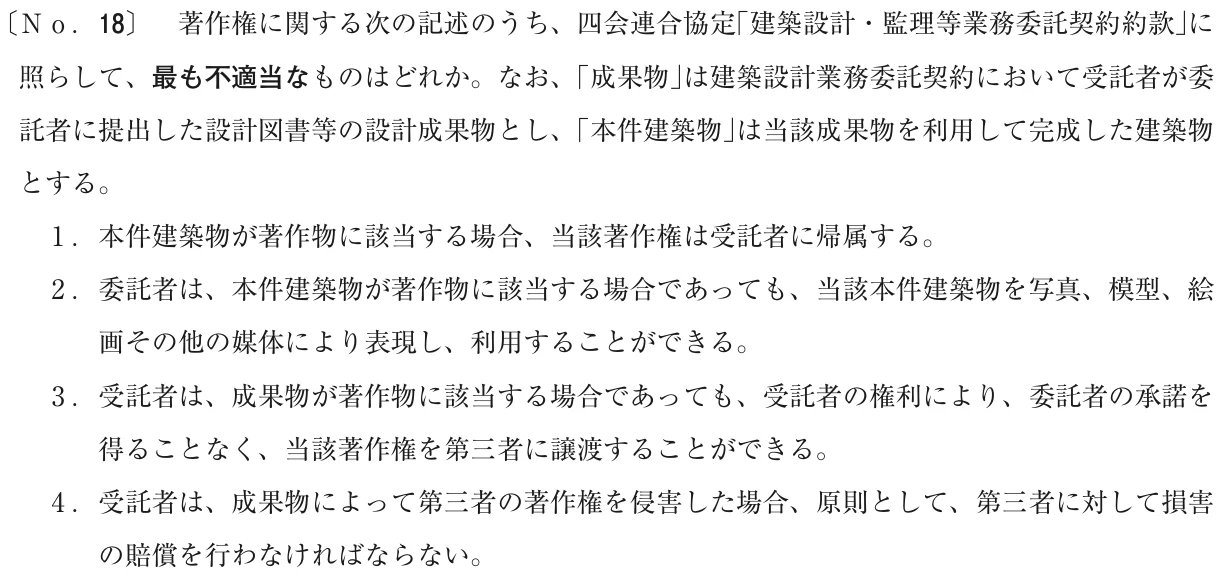 〔Ｎｏ．18〕　著作権に関する次の記述のうち、四会連合協定「建築設計・監理等業務委託契約約款」に
照らして、最も不適当なものはどれか。なお、「成果物」は建築設計業務委託契約において受託者が委
託者に提出した設計図書等の設計成果物とし、「本件建築物」は当該成果物を利用して完成した建築物
とする。
１．本件建築物が著作物に該当する場合、当該著作権は受託者に帰属する。
２．委託者は、本件建築物が著作物に該当する場合であっても、当該本件建築物を写真、模型、絵
画その他の媒体により表現し、利用することができる。
３．受託者は、成果物が著作物に該当する場合であっても、受託者の権利により、委託者の承諾を
得ることなく、当該著作権を第三者に譲渡することができる。
４．受託者は、成果物によって第三者の著作権を侵害した場合、原則として、第三者に対して損害
の賠償を行わなければならない。